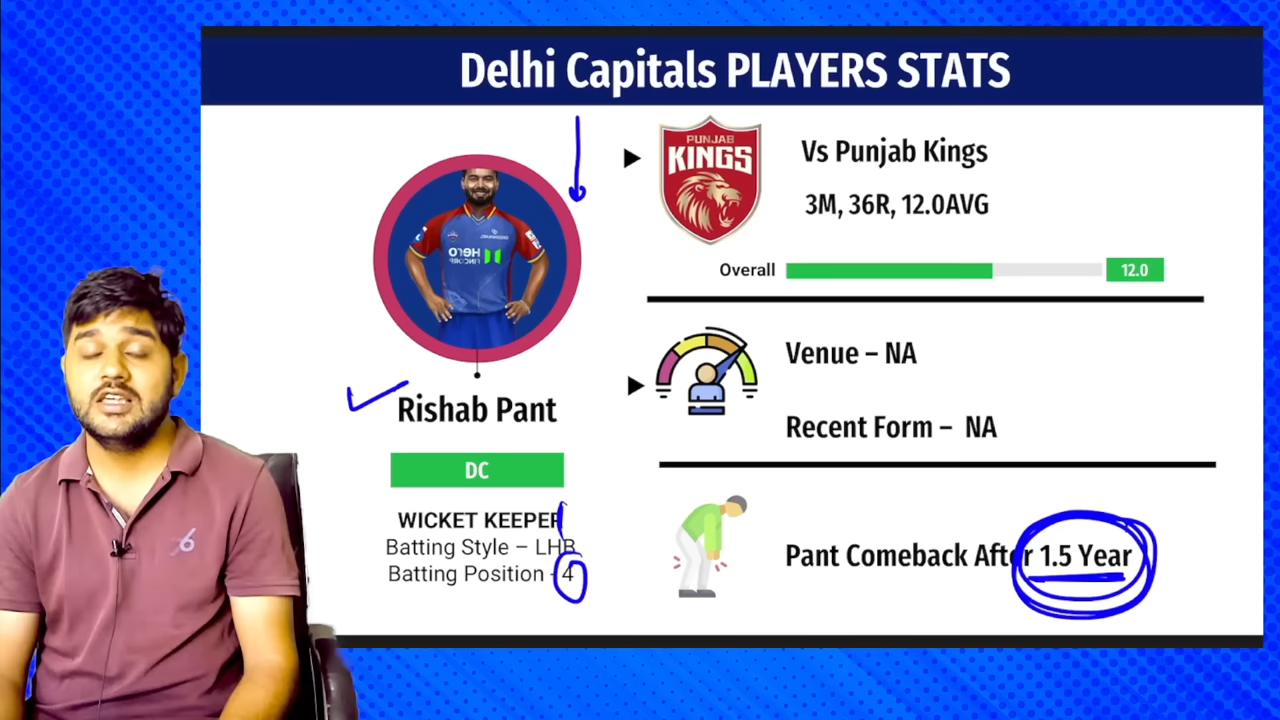 Delhi Capitals PLAYERS STATS
PUNJAB
KINGS
Vs Punjab Kings
3M, 36R, 12.0AVG
Overall
12.0
Rishab Pant
DC
WICKET KEEPER
Batting Style – LHB
Batting Position - 4
Venue – NA
Recent Form – NA
Pant Comeback After 1.5 Year
Hero
FINCORP